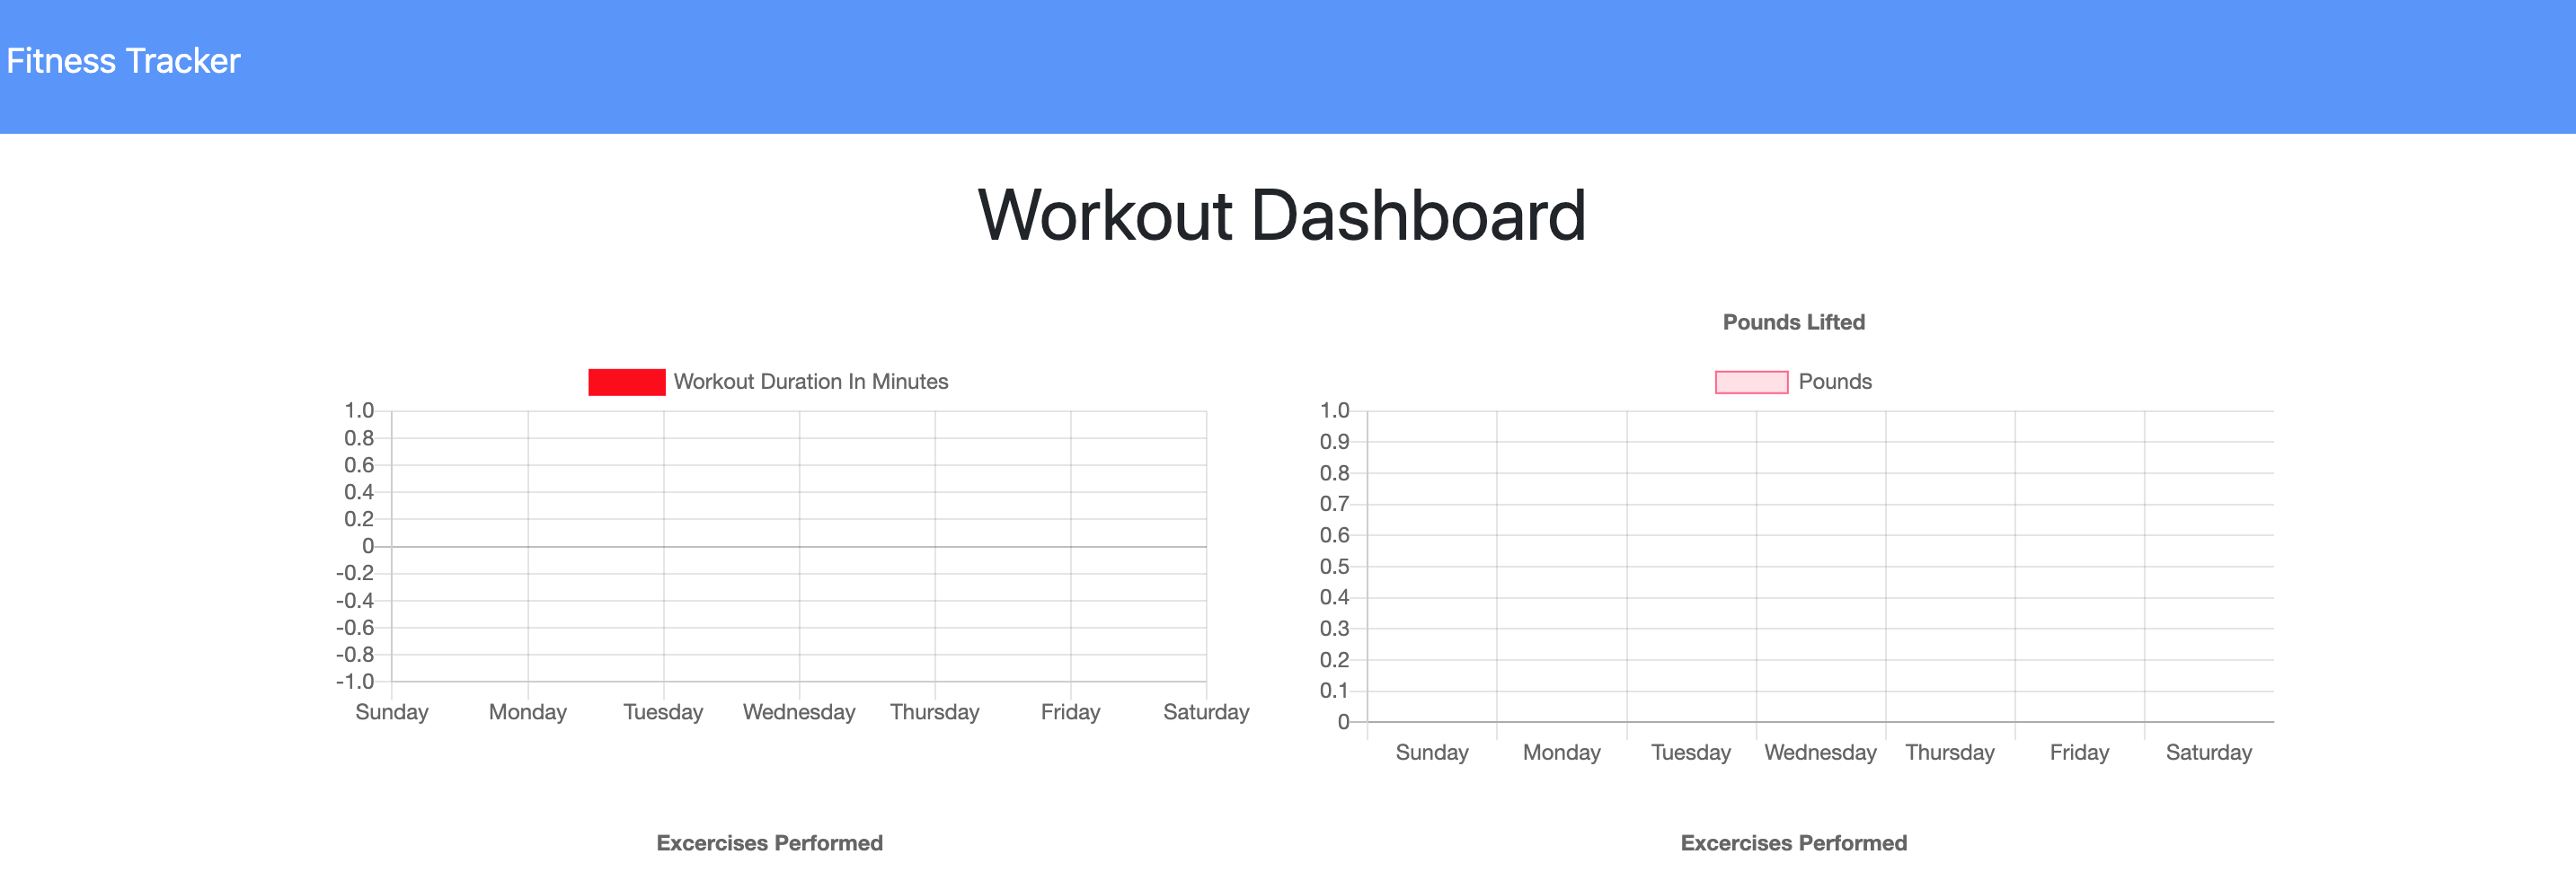 Fitness Tracker
Workout Dashboard
Workout Duration In Minutes
1.0
0.8
0.6
0.4
0.2
0
-0.2
-0.4
-0.6
-0.8
-1.0
Sunday Monday Tuesday Wednesday Thursday Friday Saturday
Pounds Lifted
Pounds
1.0
0.9
0.8
0.7
0.6
0.5
0.4
0.3
0.2
0.1
0
Sunday Monday Tuesday Wednesday Thursday Friday Saturday
Excercises Performed
Excercises Performed